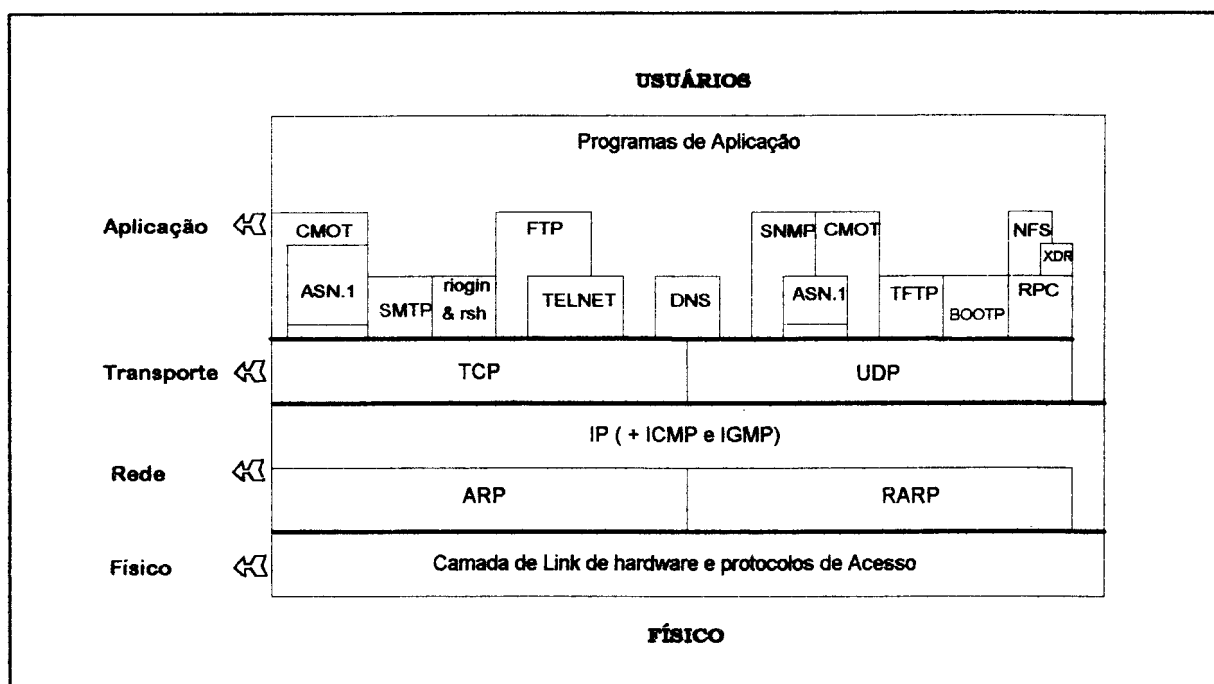 USUÁRIOS
Programas de Aplicação
Aplicação
CMOT
FTP
SNMP
CMOT
NFS
XDR
ASN.1
SMTP
riogin
& rsh
TELNET
DNS
ASN.1
TFTP
BOOTP
RPC
Transporte
TCP
UDP
IP ( + ICMP e IGMP)
Rede
ARP
RARP
Físico
Camada de Link de hardware e protocolos de Acesso
FÍSICO